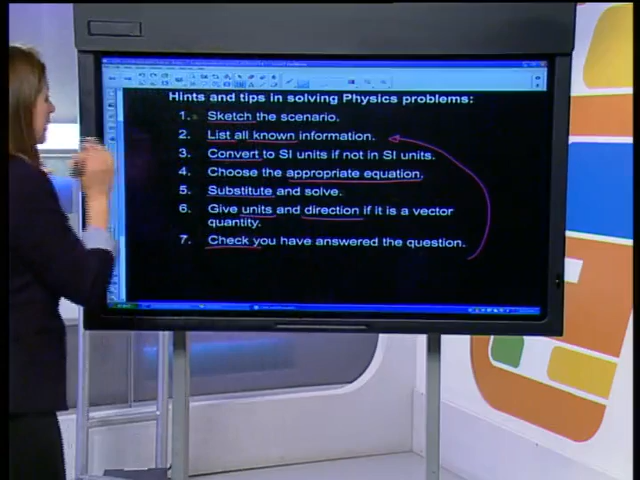 Hints and tips in solving Physics problems:
1. Sketch the scenario.
2. List all known information.
3. Convert to SI units if not in SI units.
4. Choose the appropriate equation.
5. Substitute and solve.
6. Give units and direction if it is a vector
quantity.
7. Check you have answered the question.